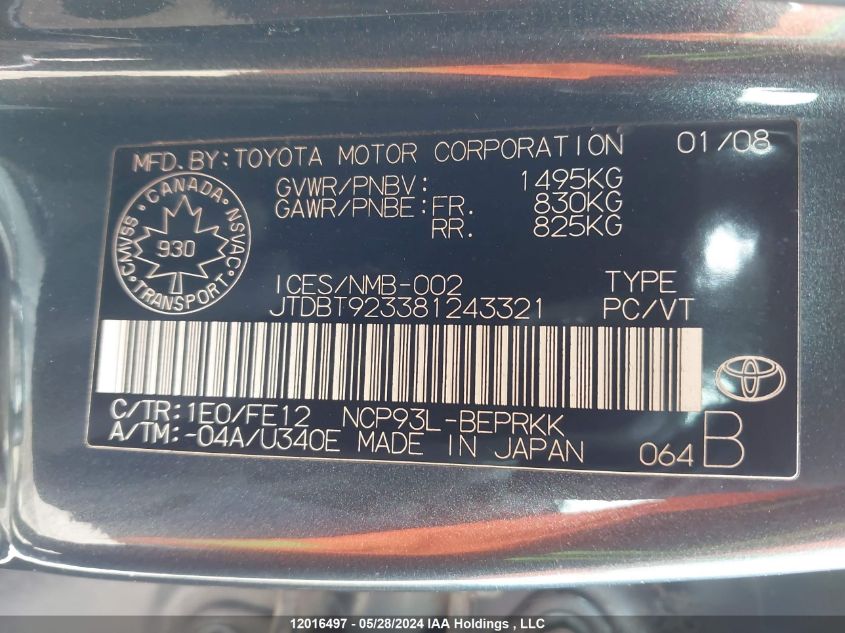 MFD.BY:TOYOTA MOTOR CORPORATION 01/08
GVWR/PNBV: 1495KG
GAWR/PNBE:FR. 830KG
RR. 825KG
CANADA
CMVSS NSVAC
930
TRANSPORT
ICES/NMB-002 TYPE
JTDBT923381243321 PC/VT
C/TR:1E0/FE12 NCP93L-BEPRKK
A/TM:-04A/U340E MADE IN JAPAN 064 B
12016497 - 05/28/2024 IAA Holdings, LLC